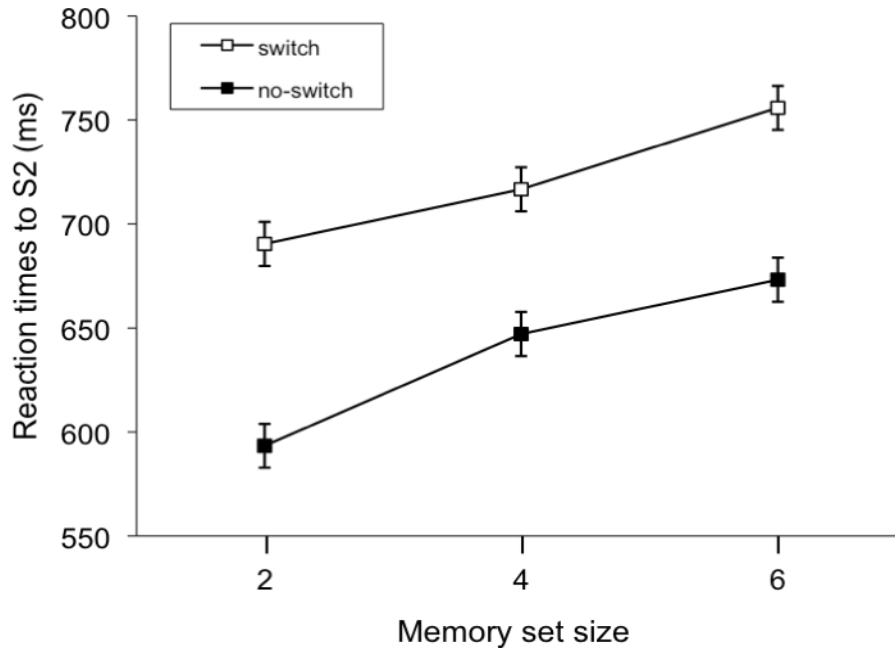 800
switch
no-switch
750
700
650
600
550
Reaction times to S2 (ms)
2 4 6
Memory set size